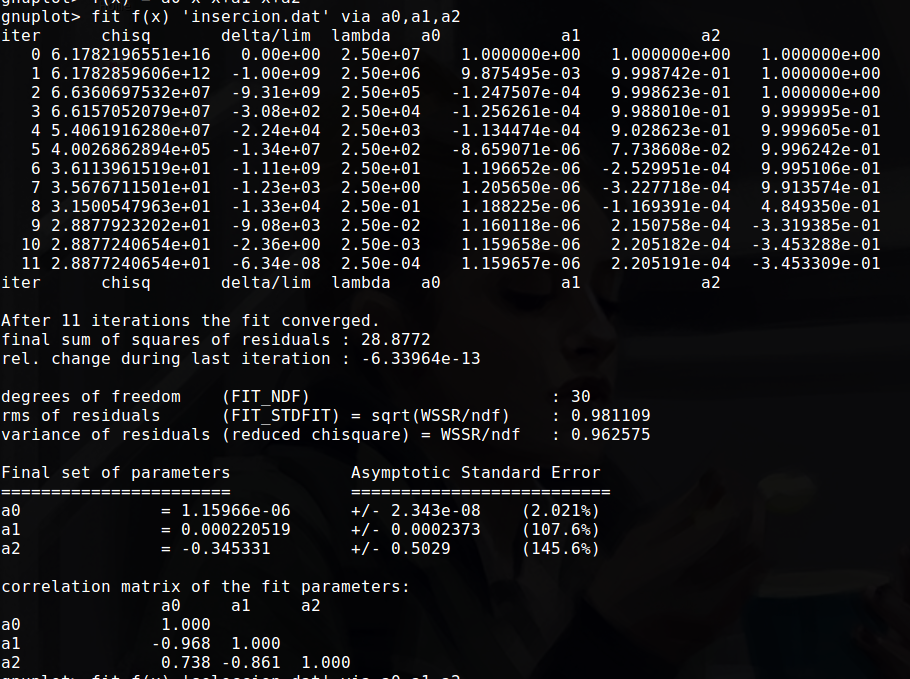 gnuplot> f(x) = a0*x*x+a1*x+a2
gnuplot> fit f(x) 'insercion.dat' via a0,a1,a2
iter      chisq       delta/lim  lambda   a0            a1            a2
   0 6.1782196551e+16   0.00e+00  2.50e+07    1.000000e+00   1.000000e+00   1.000000e+00
   1 6.1782859606e+12  -1.00e+09  2.50e+06    9.875495e-03   9.998742e-01   1.000000e+00
   2 6.6360697532e+07  -9.31e+09  2.50e+05   -1.247507e-04   9.998623e-01   1.000000e+00
   3 6.6157052079e+07  -3.08e+02  2.50e+04   -1.256261e-04   9.988010e-01   9.999995e-01
   4 5.4061916280e+07  -2.24e+04  2.50e+03   -1.134474e-04   9.028623e-01   9.999605e-01
   5 4.0026862894e+05  -1.34e+07  2.50e+02   -8.659071e-06   7.738608e-02   9.996242e-01
   6 3.6113961519e+01  -1.11e+09  2.50e+01    1.196652e-06  -2.529951e-04   9.995106e-01
   7 3.5676711501e+01  -1.23e+03  2.50e+00    1.205650e-06  -3.227718e-04   9.913574e-01
   8 3.1500547963e+01  -1.33e+04  2.50e-01    1.188225e-06  -1.169391e-04   4.849350e-01
   9 2.8877923202e+01  -9.08e+03  2.50e-02    1.160118e-06   2.150758e-04  -3.319385e-01
  10 2.8877240654e+01  -2.36e+00  2.50e-03    1.159658e-06   2.205182e-04  -3.453288e-01
  11 2.8877240654e+01  -6.34e-08  2.50e-04    1.159657e-06   2.205191e-04  -3.453309e-01
iter      chisq       delta/lim  lambda   a0            a1            a2
After 11 iterations the fit converged.
final sum of squares of residuals : 28.8772
rel. change during last iteration : -6.33964e-13
degrees of freedom    (FIT_NDF)                        : 30
rms of residuals      (FIT_STDFIT) = sqrt(WSSR/ndf)    : 0.981109
variance of residuals (reduced chisquare) = WSSR/ndf   : 0.962575
Final set of parameters            Asymptotic Standard Error
=======================            ==========================
a0              = 1.15966e-06      +/- 2.343e-08    (2.021%)
a1              = 0.000220519      +/- 0.0002373    (107.6%)
a2              = -0.345331        +/- 0.5029       (145.6%)
correlation matrix of the fit parameters:
                a0     a1     a2
a0              1.000
a1             -0.968  1.000
a2              0.738 -0.861  1.000
gnuplot> fit f(x) 'seleccion.dat' via a0,a1,a2